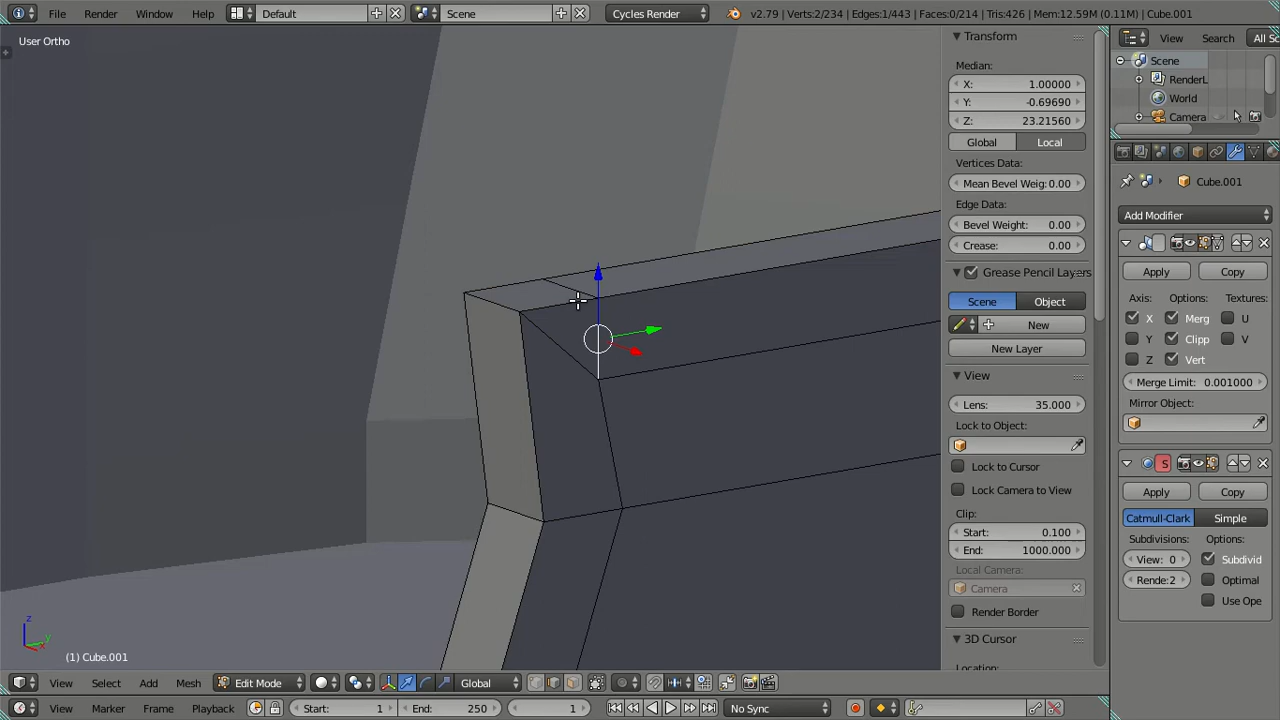 File Render Window Help Default Scene Cycles Render v2.79 | Verts:2/234 | Edges:1/443 | Faces:0/214 | Tris:426 | Mem:12.59M (0.11M) | Cube.001
User Ortho
Transform
Median:
X: 1.00000
Y: -0.69690
Z: 23.21560
Global Local
Vertices Data:
Mean Bevel Weig: 0.00
Edge Data:
Bevel Weight: 0.00
Crease: 0.00
Grease Pencil Layers
Scene Object
New
New Layer
View
Lens: 35.000
Lock to Object:
Lock to Cursor
Lock Camera to View
Clip:
Start: 0.100
End: 1000.000
Local Camera:
Camera
Render Border
3D Cursor
Location:
View Search All Sc
Scene
RenderL
World
Camera
Cube.001
Add Modifier
Apply Copy
Axis: Options: Textures:
X Merg U
Y Clipp V
Z Vert
Merge Limit: 0.001000
Mirror Object:
S
Apply Copy
Catmull-Clark Simple
Subdivisions: Options:
View: 0 Subdivid
Rende: 2 Optimal
Use Ope
z
y
x
(1) Cube.001
View Select Add Mesh Edit Mode Global
View Marker Frame Playback Start: 1 End: 250 1 No Sync